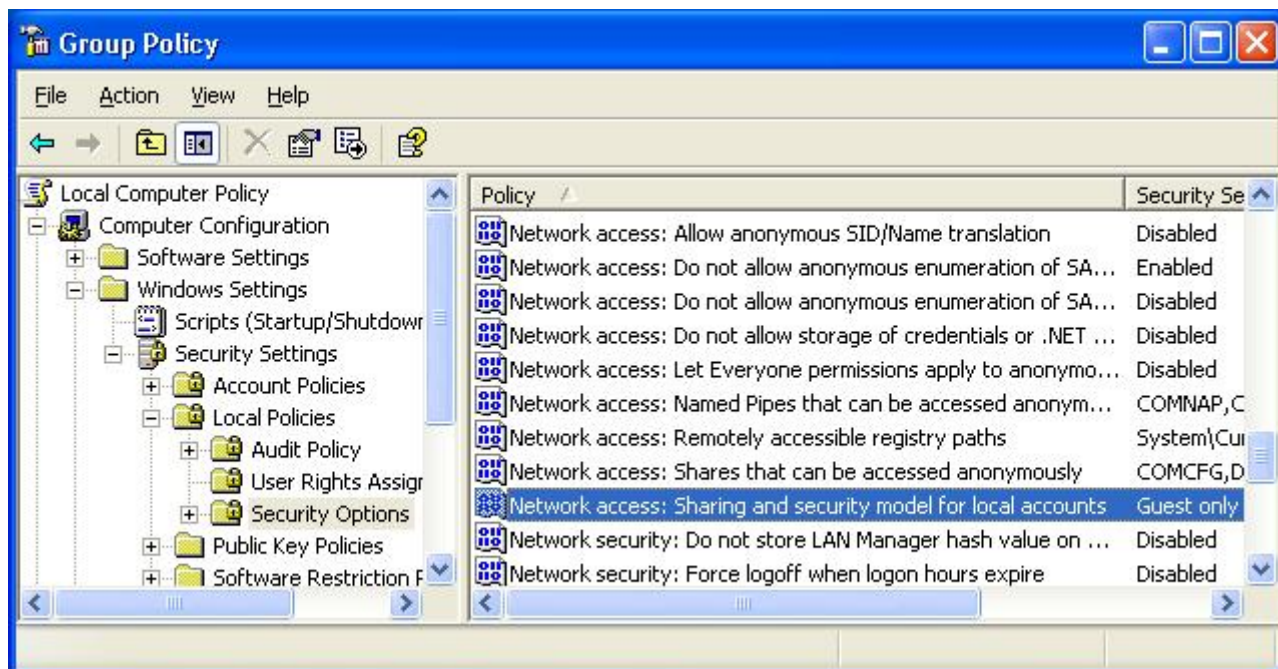 Group Policy
File Action View Help
Local Computer Policy
Computer Configuration
Software Settings
Windows Settings
Scripts (Startup/Shutdowr
Security Settings
Account Policies
Local Policies
Audit Policy
User Rights Assigr
Security Options
Public Key Policies
Software Restriction F
Policy Security Se
Network access: Allow anonymous SID/Name translation Disabled
Network access: Do not allow anonymous enumeration of SA... Enabled
Network access: Do not allow anonymous enumeration of SA... Disabled
Network access: Do not allow storage of credentials or .NET ... Disabled
Network access: Let Everyone permissions apply to anonymo... Disabled
Network access: Named Pipes that can be accessed anonym... COMNAP,C
Network access: Remotely accessible registry paths System\Cur
Network access: Shares that can be accessed anonymously COMCFG,D
Network access: Sharing and security model for local accounts Guest only
Network security: Do not store LAN Manager hash value on ... Disabled
Network security: Force logoff when logon hours expire Disabled